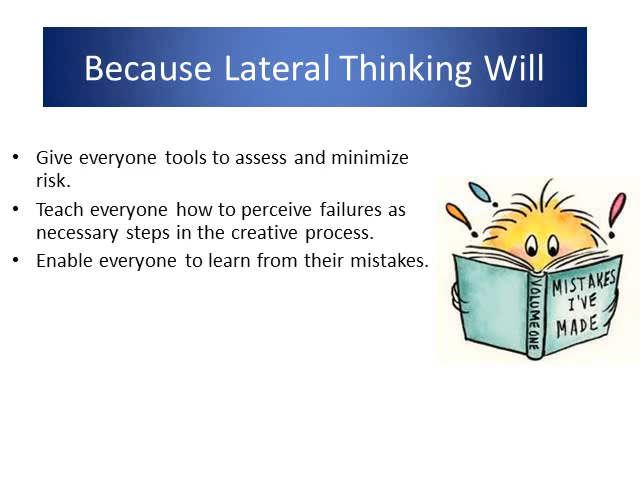 Because Lateral Thinking Will
• Give everyone tools to assess and minimize
risk.
• Teach everyone how to perceive failures as
necessary steps in the creative process.
• Enable everyone to learn from their mistakes.
VOLUME ONE
MISTAKES
I'VE
MADE